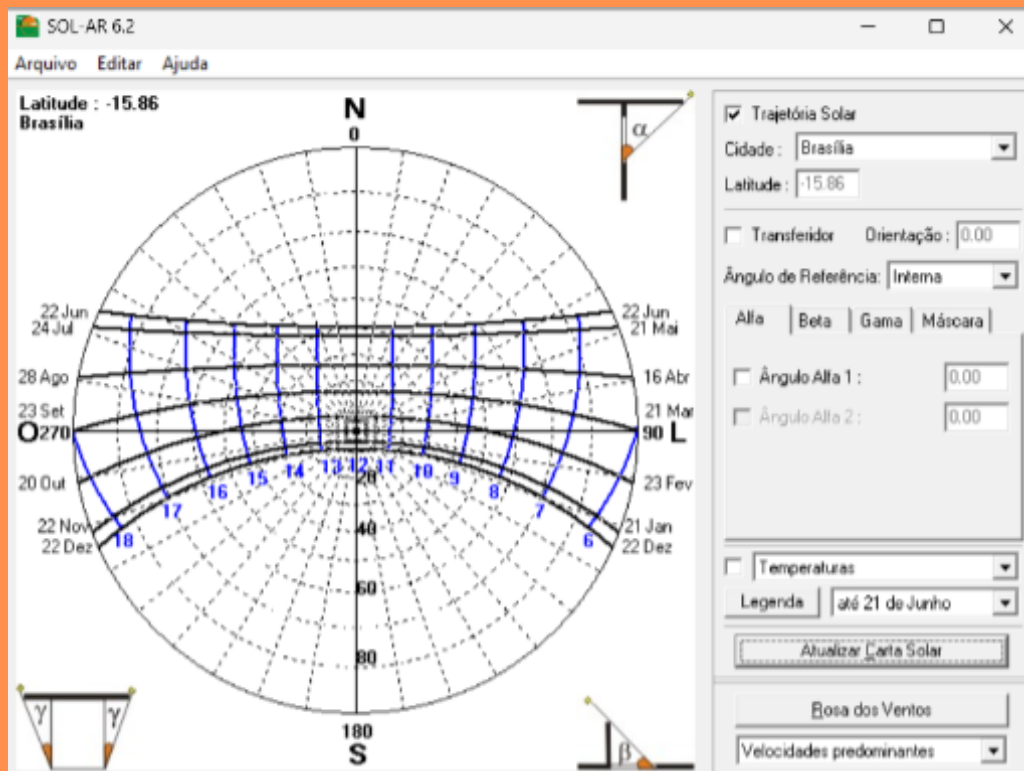 SOL-AR 6.2
Arquivo Editar Ajuda
Latitude : -15.86
Brasília
N
0
α
22 Jun
24 Jul
28 Ago
23 Set
O 270
20 Out
22 Nov
22 Dez
22 Jun
21 Mai
16 Abr
21 Mar
90 L
23 Fev
21 Jan
22 Dez
18 17 16 15 14 13 12 11 10 9 8 7 6
20
40
60
80
180
S
γ γ
β
Trajetória Solar
Cidade : Brasília
Latitude : -15.86
Transferidor Orientação : 0.00
Ângulo de Referência: Interna
Alfa Beta Gama Máscara
Ângulo Alfa 1 : 0.00
Ângulo Alfa 2 : 0.00
Temperaturas
Legenda até 21 de Junho
Atualizar Carta Solar
Rosa dos Ventos
Velocidades predominantes